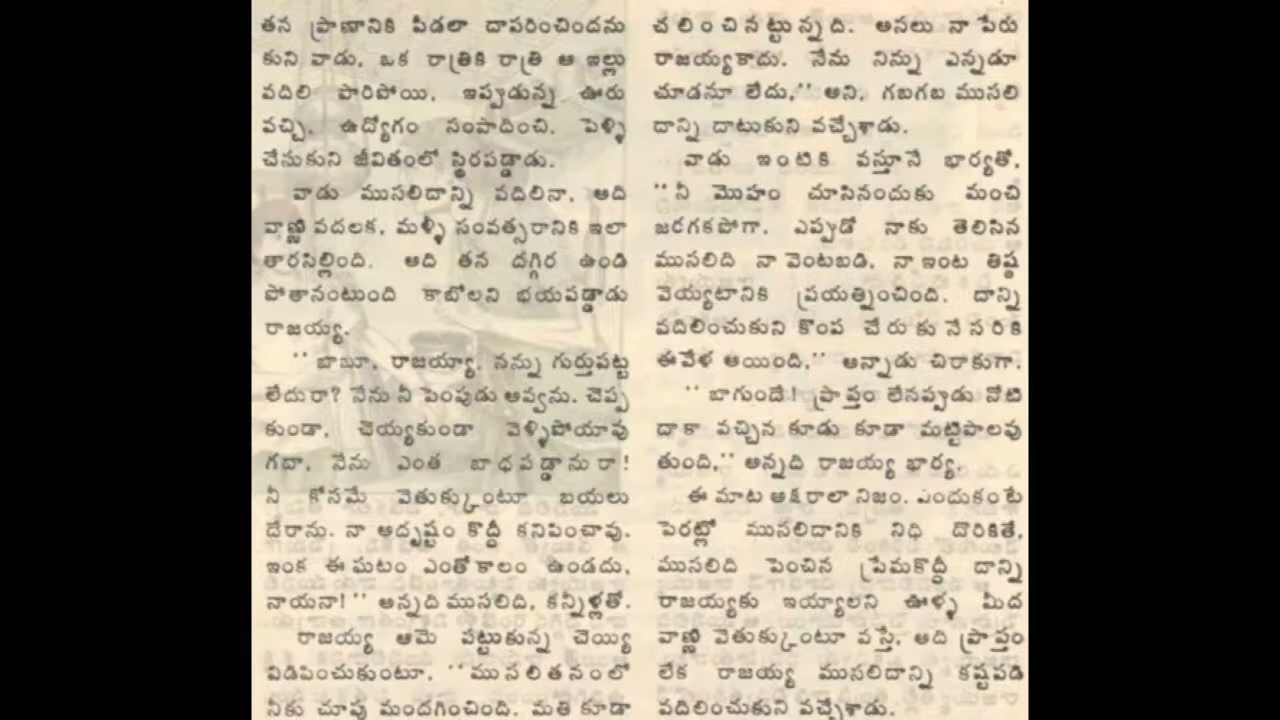 తన ప్రాణానికి పీడలా దాపరించిందను
కుని వాడు, ఒక రాత్రికి రాత్రి ఆ ఇల్లు
వదిలి పారిపోయి, ఇప్పుడున్న ఊరు
వచ్చి, ఉద్యోగం సంపాదించి, పెళ్ళి
చేసుకుని జీవితంలో స్థిరపడ్డాడు.
వాడు ముసలిదాన్ని వదిలినా, అది
వాణ్ణి వదలక, మళ్ళీ సంవత్సరానికి ఇలా
తారసిల్లింది. అది తన దగ్గిర ఉండి
పోతానంటుంది కాబోలని భయపడ్డాడు
రాజయ్య.
"బాబూ, రాజయ్యా, నన్ను గుర్తుపట్ట
లేదురా? నేను నీ పెంపుడు అవ్వను. చెప్ప
కుండా, చెయ్యకుండా వెళ్ళిపోయావు
గదా, నేను ఎంత బాధపడ్డానురా!
నీ కోసమే వెతుక్కుంటూ బయలు
దేరాను. నా అదృష్టం కొద్దీ కనిపించావు.
ఇంక ఈ ఘటం ఎంతో కాలం ఉండదు,
నాయనా!" అన్నది ముసలిది, కన్నీళ్లతో.
రాజయ్య ఆమె పట్టుకున్న చెయ్యి
విడిపించుకుంటూ, "ముసలితనంలో
నీకు చూపు మందగించింది. మతి కూడా
చలించినట్టున్నది. అసలు నా పేరు
రాజయ్యకాదు. నేను నిన్ను ఎన్నడూ
చూడనూ లేదు," అని, గబగబ ముసలి
దాన్ని దాటుకుని వచ్చేశాడు.
వాడు ఇంటికి వస్తూనే భార్యతో,
"నీ మొహం చూసినందుకు మంచి
జరగకపోగా, ఎప్పుడో నాకు తెలిసిన
ముసలిది నా వెంటబడి, నా ఇంట తిష్ఠ
వెయ్యటానికి ప్రయత్నించింది. దాన్ని
వదిలించుకుని కొంప చేరుకునేసరికి
ఈవేళ అయింది," అన్నాడు చిరాకుగా.
"బాగుందే! ప్రాప్తం లేనప్పుడు నోటి
దాకా వచ్చిన కూడు కూడా మట్టిపాలవు
తుంది," అన్నది రాజయ్య భార్య.
ఈ మాట అక్షరాలా నిజం. ఎందుకంటే
పెరట్లో ముసలిదానికి నిధి దొరికితే,
ముసలిది పెంచిన ప్రేమకొద్దీ దాన్ని
రాజయ్యకు ఇయ్యాలని ఊళ్ళ మీద
వాణ్ణి వెతుక్కుంటూ వస్తే, అది ప్రాప్తం
లేక రాజయ్య ముసలిదాన్ని కష్టపడి
వదిలించుకుని వచ్చేశాడు.